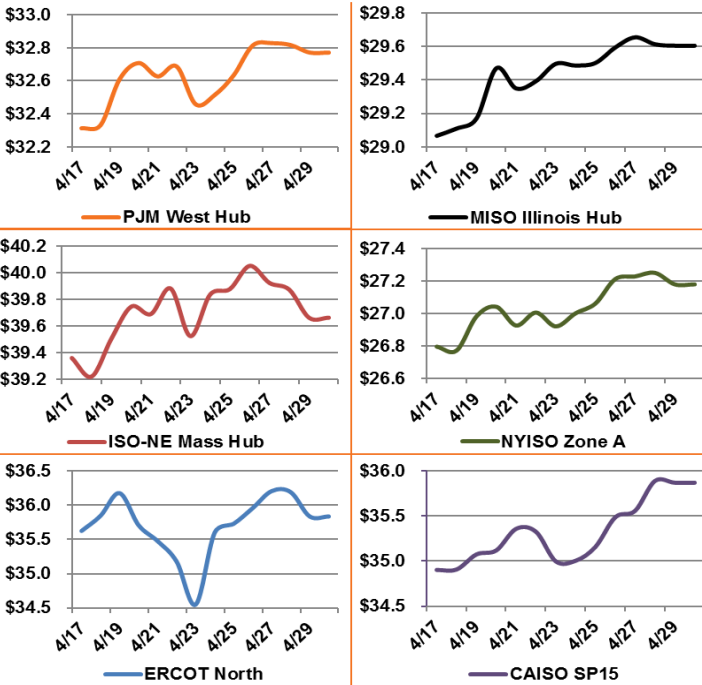 $33.0
$32.8
$32.6
$32.4
$32.2
4/17 4/19 4/21 4/23 4/25 4/27 4/29
PJM West Hub
$29.8
$29.6
$29.4
$29.2
$29.0
4/17 4/19 4/21 4/23 4/25 4/27 4/29
MISO Illinois Hub
$40.2
$40.0
$39.8
$39.6
$39.4
$39.2
4/17 4/19 4/21 4/23 4/25 4/27 4/29
ISO-NE Mass Hub
$27.4
$27.2
$27.0
$26.8
$26.6
4/17 4/19 4/21 4/23 4/25 4/27 4/29
NYISO Zone A
$36.5
$36.0
$35.5
$35.0
$34.5
4/17 4/19 4/21 4/23 4/25 4/27 4/29
ERCOT North
$36.0
$35.5
$35.0
$34.5
4/17 4/19 4/21 4/23 4/25 4/27 4/29
CAISO SP15